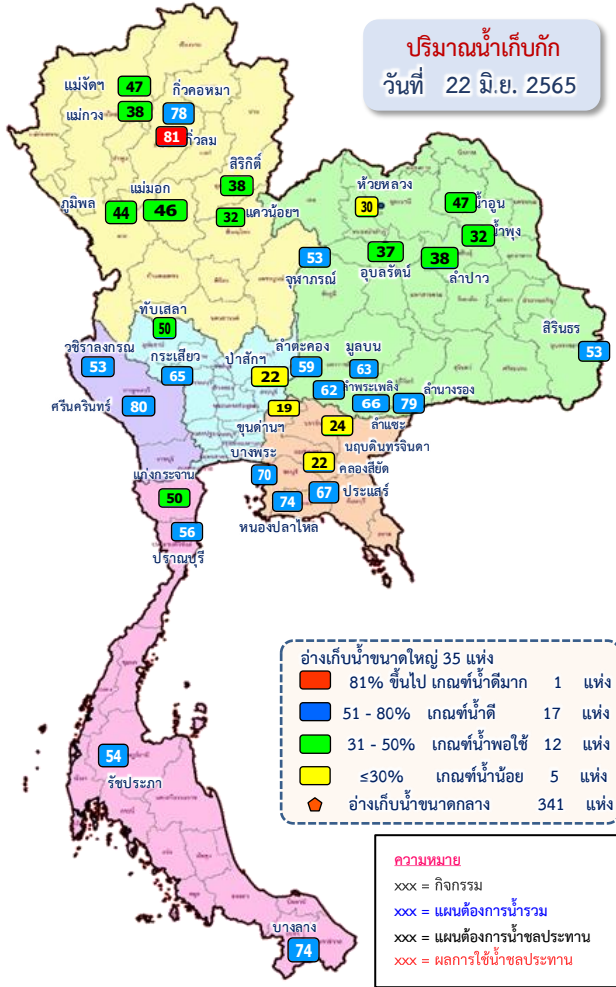 ปริมาณน้ำเก็บกัก
วันที่ 22 มิ.ย. 2565
แม่งัดฯ 47
กิ่วคอหมา
78
แม่กวง 38
81 กิ่วลม
สิริกิติ์
38
แม่มอก
46
ภูมิพล 44
32 แควน้อยฯ
ห้วยหลวง
30
47 น้ำอูน
32 น้ำพุง
37
อุบลรัตน์
38
ลำปาว
53
จุฬาภรณ์
สิรินธร
53
ทับเสลา
50
วชิราลงกรณ
53
กระเสียว
65
ป่าสักฯ
22
ลำตะคอง
59
มูลบน
63
62 ลำพระเพลิง
66
ลำแซะ
79 ลำนางรอง
ศรีนครินทร์ 80
19
ขุนด่านฯ
24
นฤบดินทรจินดา
22
คลองสียัด
บางพระ
70
67 ประแสร์
74
หนองปลาไหล
แก่งกระจาน
50
56
ปราณบุรี
54
รัชประภา
บางลาง
74
อ่างเก็บน้ำขนาดใหญ่ 35 แห่ง
81% ขึ้นไป เกณฑ์น้ำดีมาก 1 แห่ง
51 - 80% เกณฑ์น้ำดี 17 แห่ง
31 - 50% เกณฑ์น้ำพอใช้ 12 แห่ง
≤30% เกณฑ์น้ำน้อย 5 แห่ง
อ่างเก็บน้ำขนาดกลาง 341 แห่ง
ความหมาย
xxx = กิจกรรม
xxx = แผนต้องการน้ำรวม
xxx = แผนต้องการน้ำชลประทาน
xxx = ผลการใช้น้ำชลประทาน